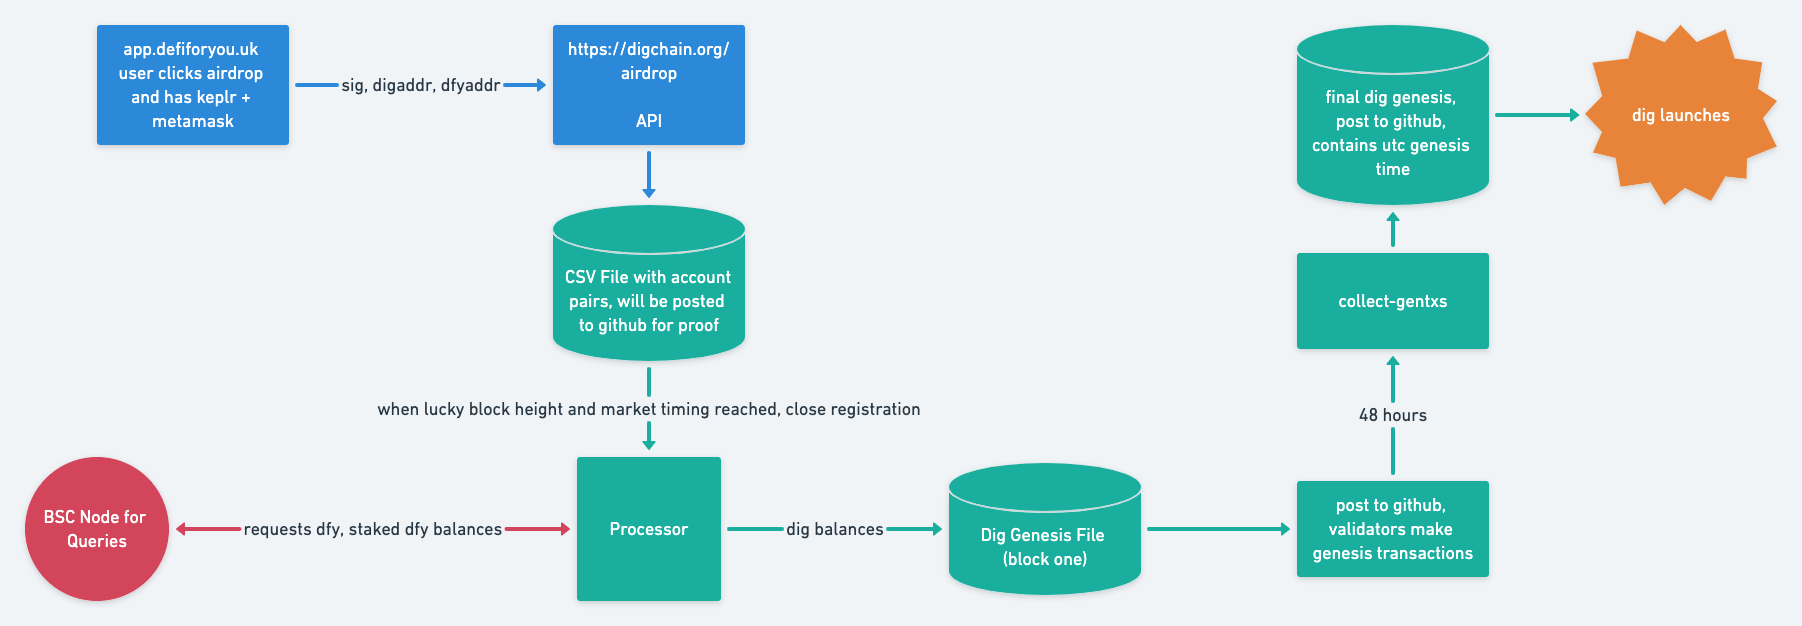 app.defiforyou.uk
user clicks airdrop
and has keplr +
metamask
sig, digaddr, dfyaddr
https://digchain.org/
airdrop
API
CSV File with account
pairs, will be posted
to github for proof
when lucky block height and market timing reached, close registration
BSC Node for
Queries
requests dfy, staked dfy balances
Processor
dig balances
Dig Genesis File
(block one)
post to github,
validators make
genesis transactions
48 hours
collect-gentxs
final dig genesis,
post to github,
contains utc genesis
time
dig launches